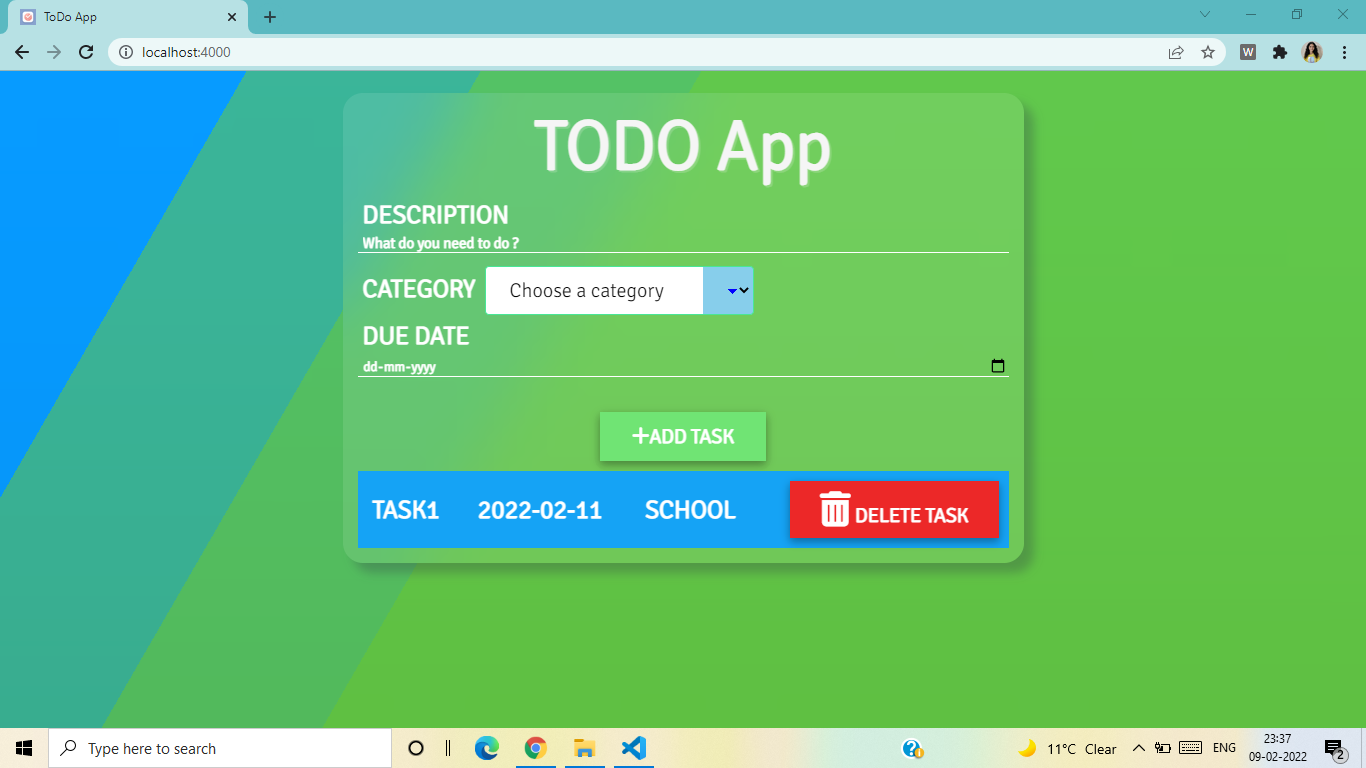 ToDo App
localhost:4000
W
TODO App
DESCRIPTION
What do you need to do ?
CATEGORY Choose a category
DUE DATE
dd-mm-yyyy
+ADD TASK
TASK1 2022-02-11 SCHOOL DELETE TASK
Type here to search
11°C Clear
ENG
23:37
09-02-2022
2